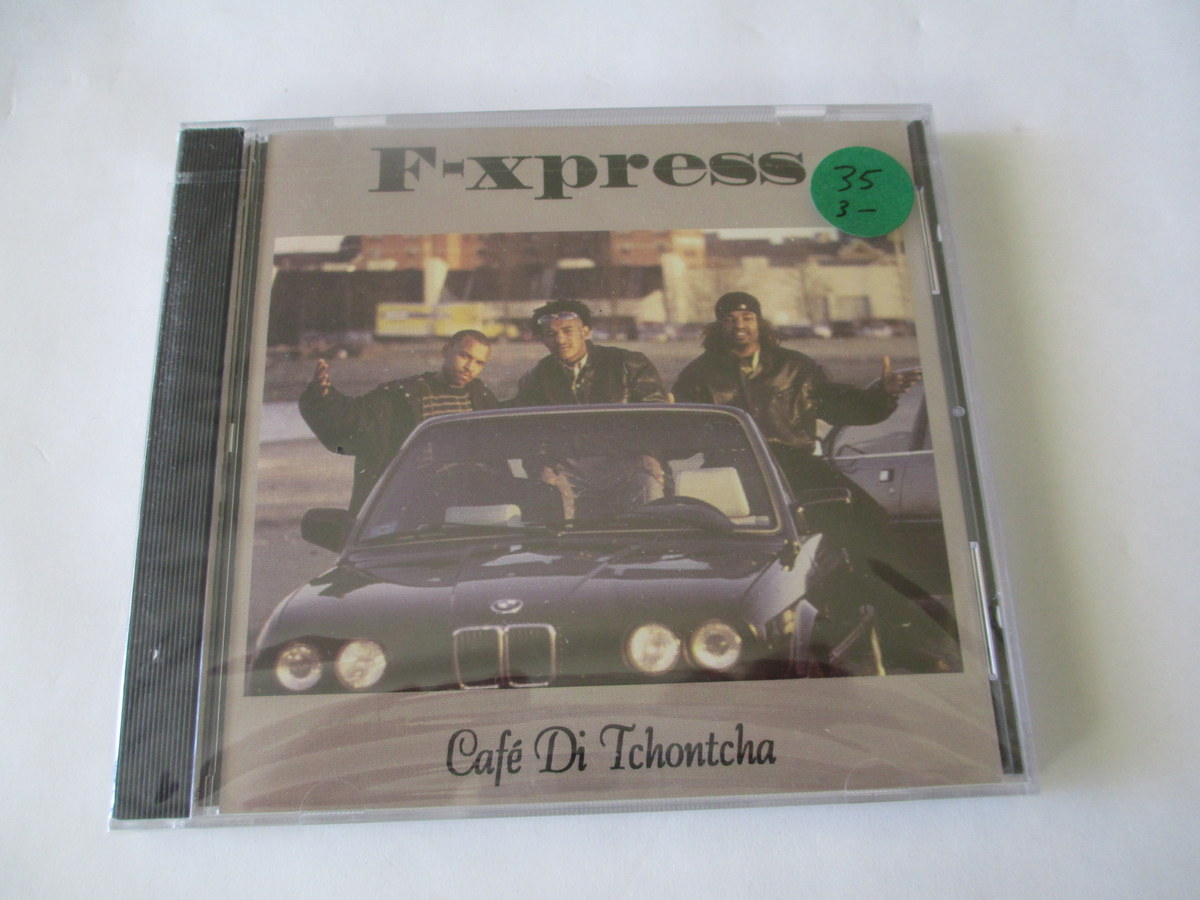 F-xpress
35
3 —
Café Di Tchontcha